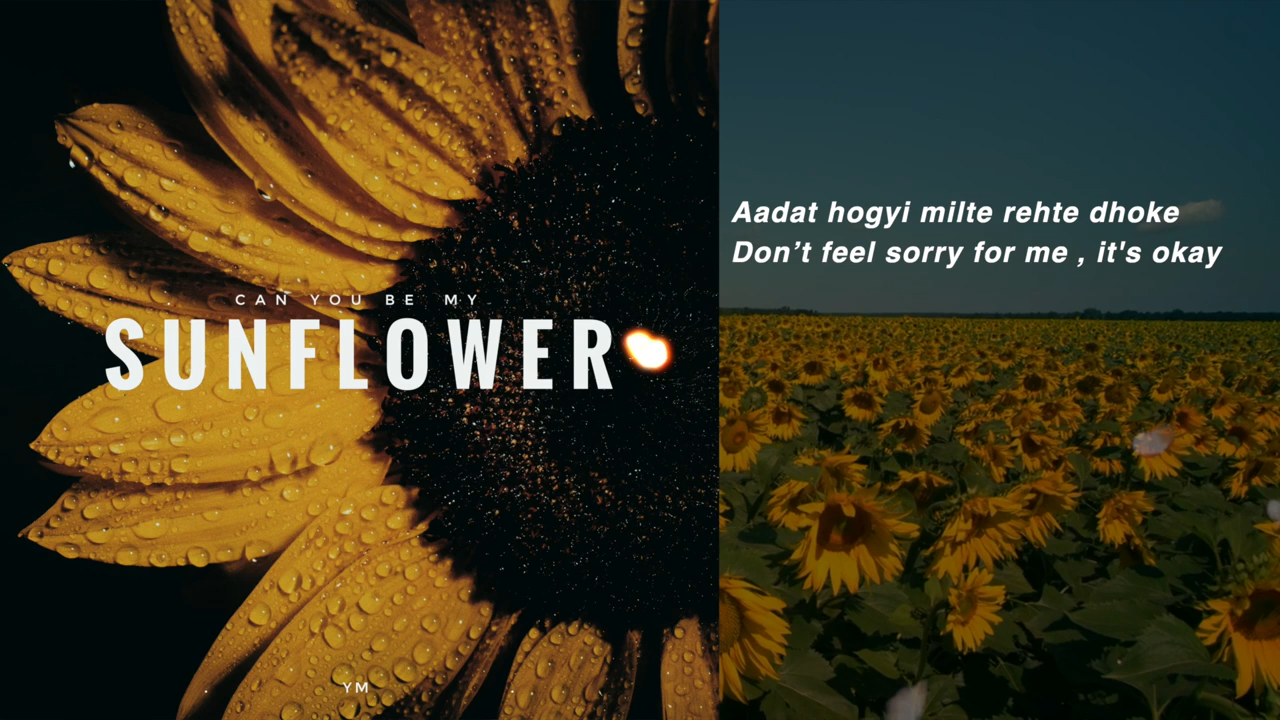 CAN YOU BE MY
SUNFLOWER
YM
Aadat hogyi milte rehte dhoke
Don’t feel sorry for me , it's okay